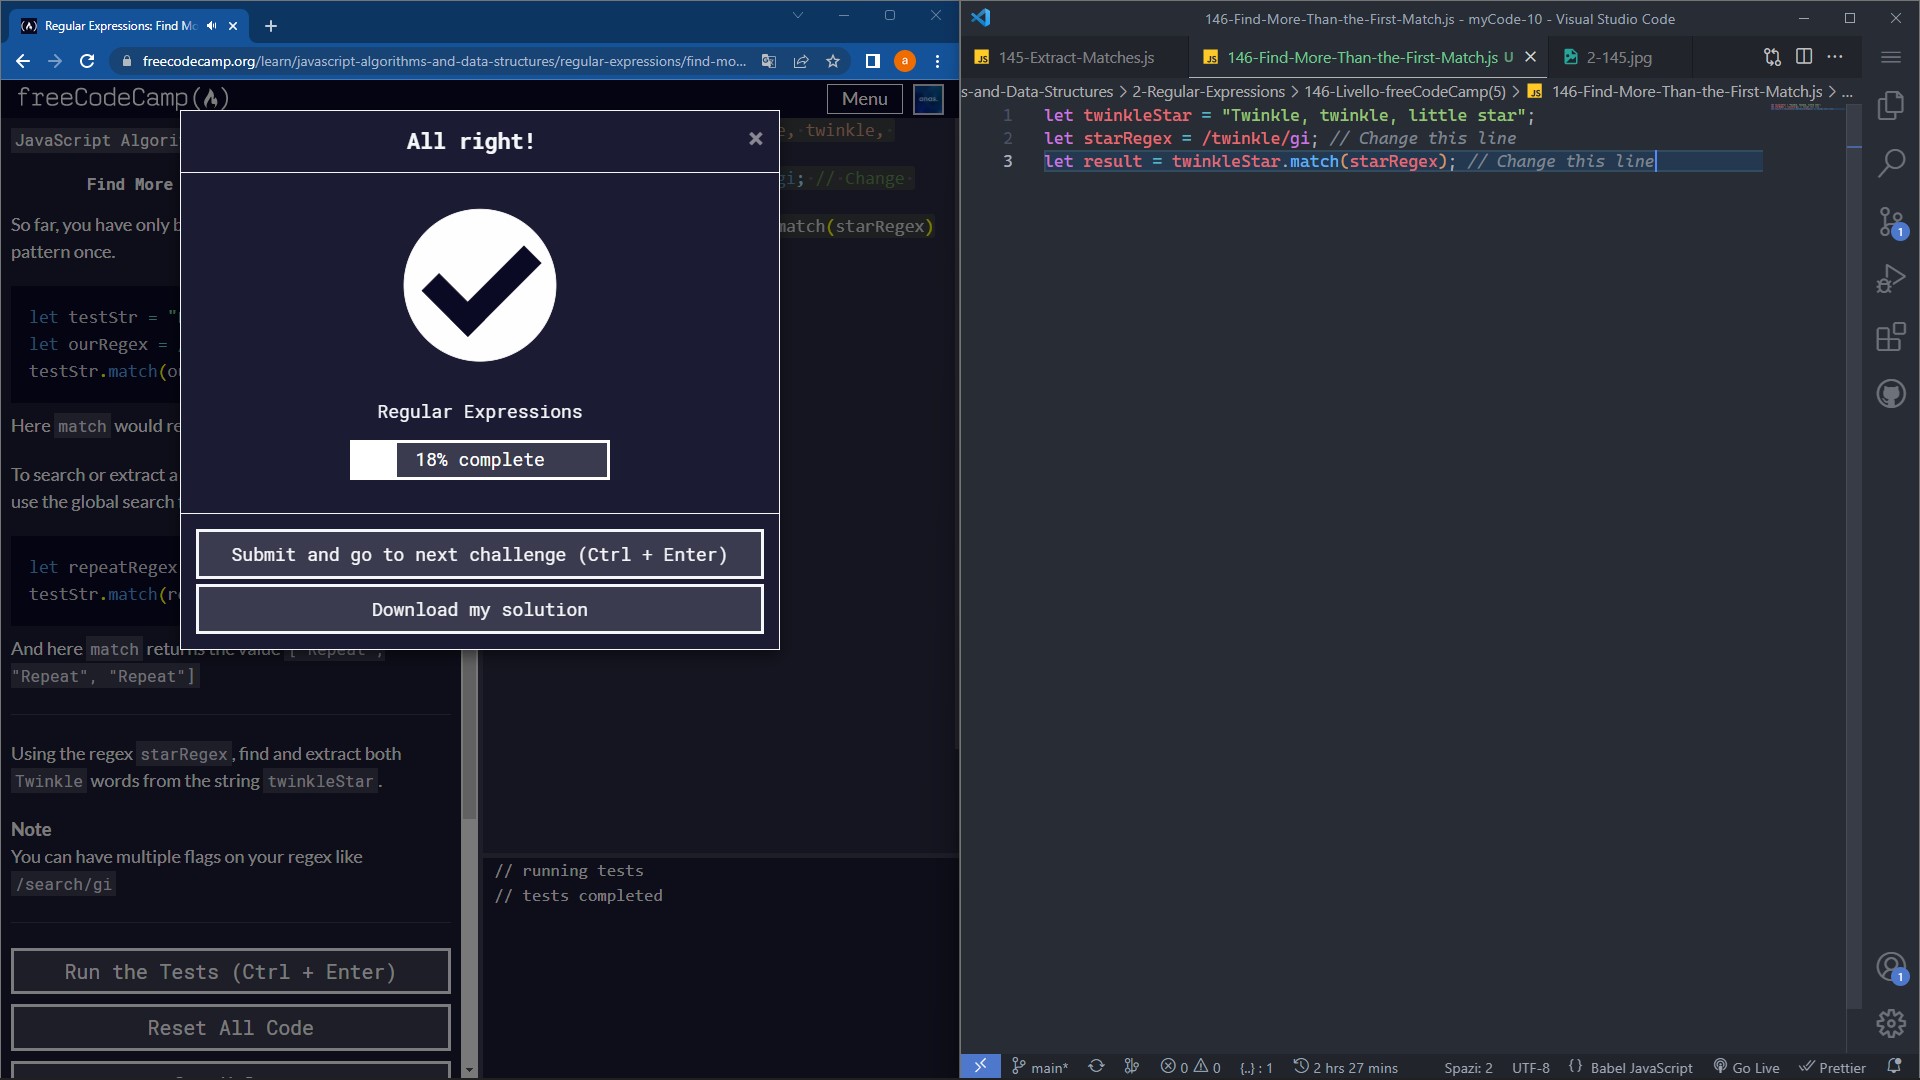 Regular Expressions: Find Mo
freecodecamp.org/learn/javascript-algorithms-and-data-structures/regular-expressions/find-mo...
a
freeCodeCamp
Menu
JavaScript Algori
Find More
So far, you have only b
pattern once.
let testStr = "
let ourRegex =
testStr.match(ou
Here match would re
To search or extract a
use the global search
let repeatRegex
testStr.match(re
And here match returns the value ["Repeat",
"Repeat", "Repeat"]
Using the regex starRegex, find and extract both
Twinkle words from the string twinkleStar.
Note
You can have multiple flags on your regex like
/search/gi
Run the Tests (Ctrl + Enter)
Reset All Code
e, twinkle,
gi; // Change
match(starRegex)
All right!
×
Regular Expressions
18% complete
Submit and go to next challenge (Ctrl + Enter)
Download my solution
// running tests
// tests completed
146-Find-More-Than-the-First-Match.js - myCode-10 - Visual Studio Code
JS 145-Extract-Matches.js
JS 146-Find-More-Than-the-First-Match.js U
2-145.jpg
s-and-Data-Structures > 2-Regular-Expressions > 146-Livello-freeCodeCamp(5) > JS 146-Find-More-Than-the-First-Match.js > ...
1 let twinkleStar = "Twinkle, twinkle, little star";
2 let starRegex = /twinkle/gi; // Change this line
3 let result = twinkleStar.match(starRegex); // Change this line
1
1
main* 0 0 {..} : 1 2 hrs 27 mins Spazi: 2 UTF-8 {} Babel JavaScript Go Live Prettier